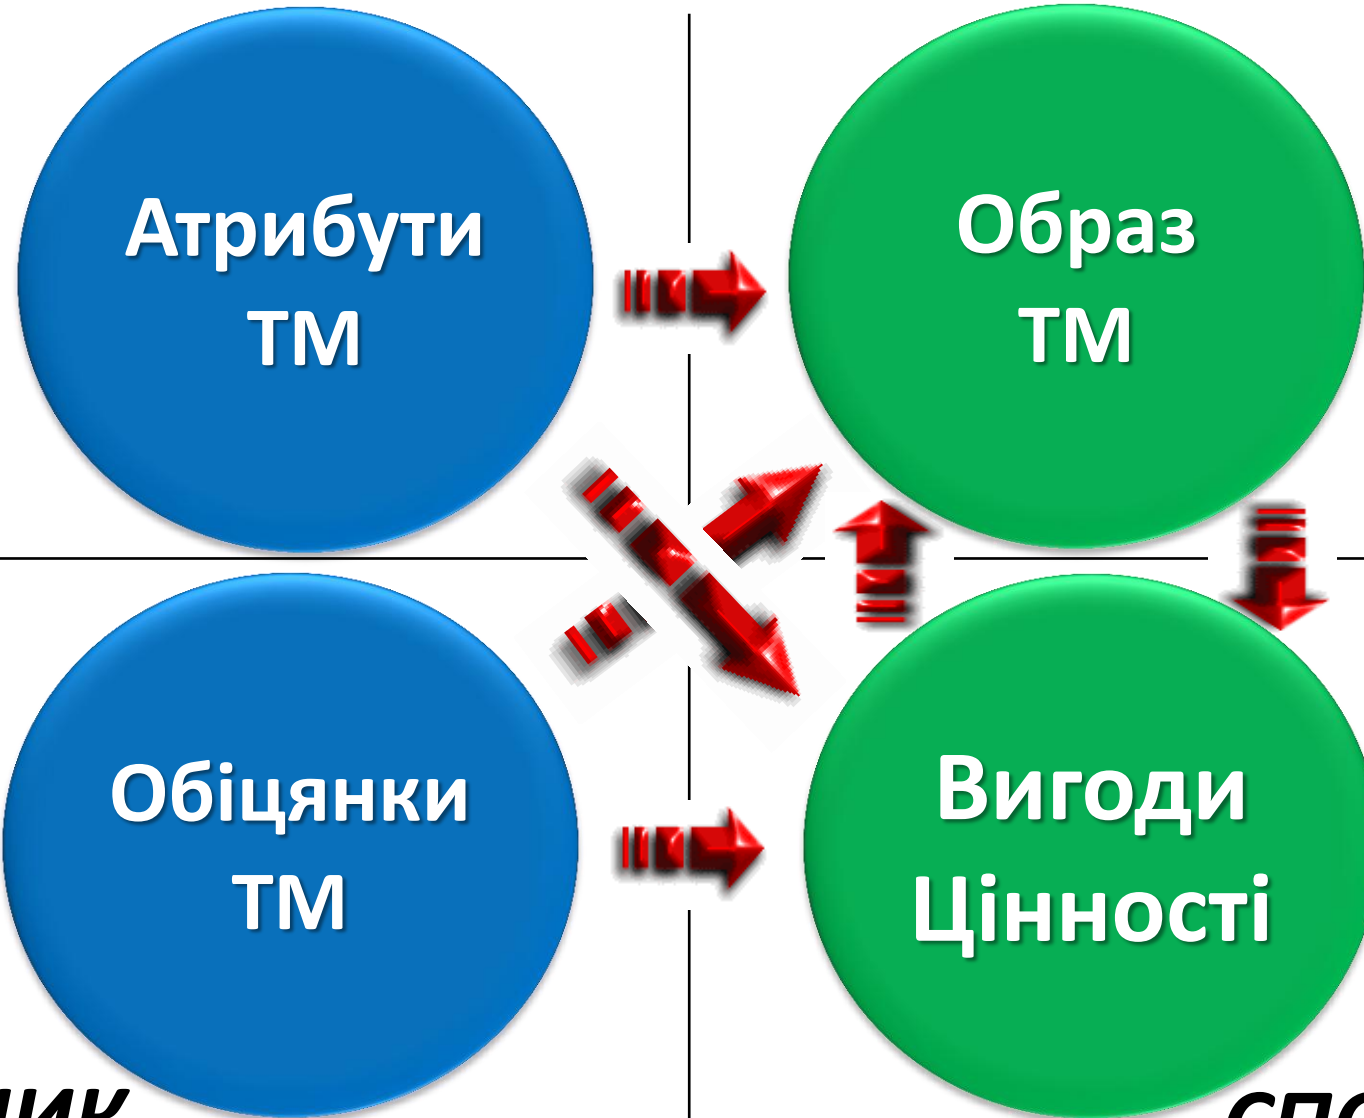 Атрибути
ТМ
Образ
ТМ
Обіцянки
ТМ
Вигоди
Цінності